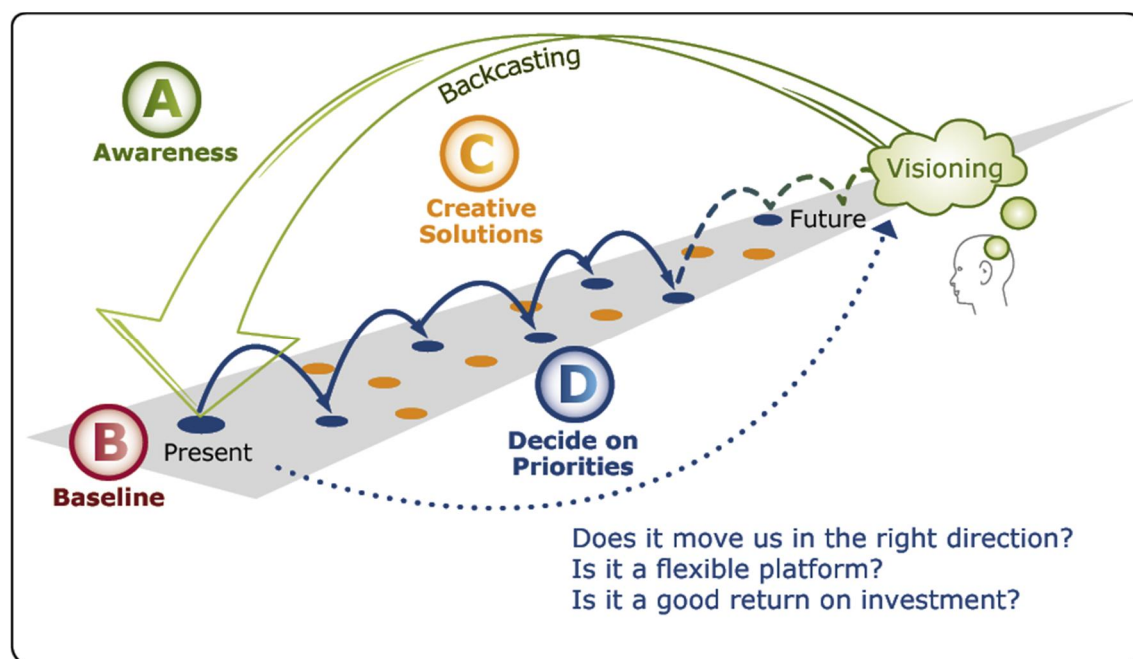 Backcasting
A
Awareness
C
Creative
Solutions
Visioning
Future
B
Present
Baseline
D
Decide on
Priorities
Does it move us in the right direction?
Is it a flexible platform?
Is it a good return on investment?